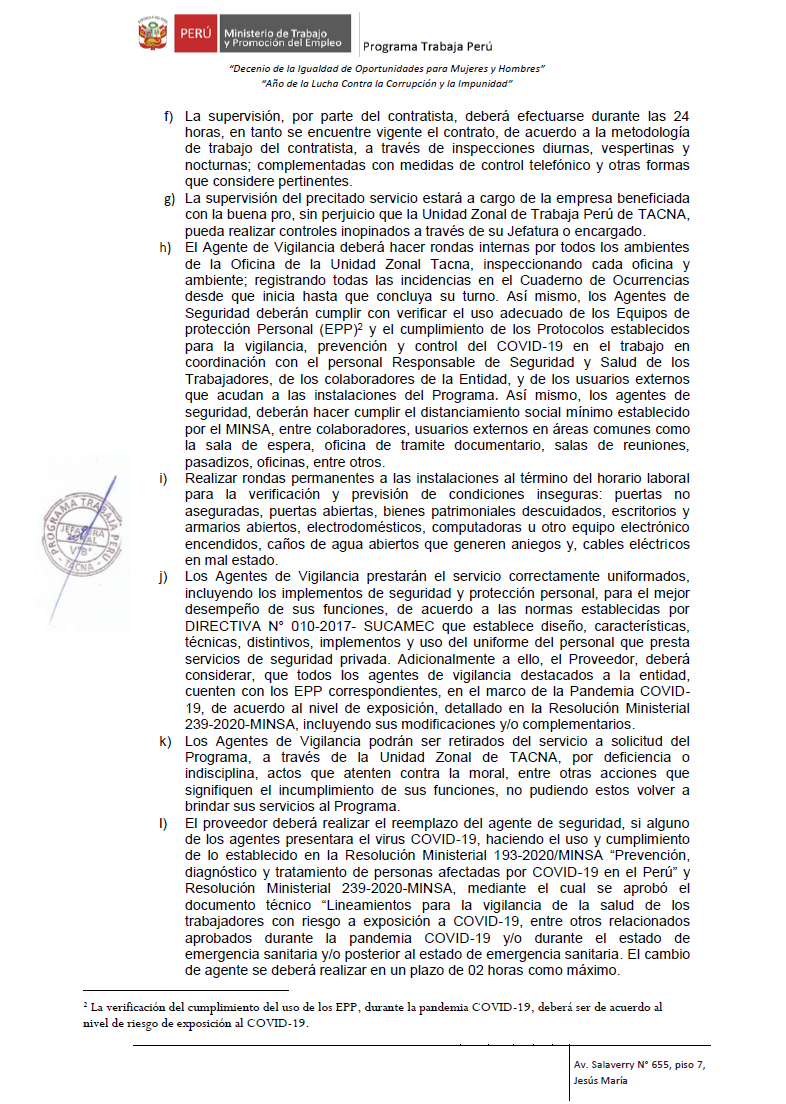 PERÚ
Ministerio de Trabajo
y Promoción del Empleo
Programa Trabaja Perú
“Decenio de la Igualdad de Oportunidades para Mujeres y Hombres”
“Año de la Lucha Contra la Corrupción y la Impunidad”
f) La supervisión, por parte del contratista, deberá efectuarse durante las 24
horas, en tanto se encuentre vigente el contrato, de acuerdo a la metodología
de trabajo del contratista, a través de inspecciones diurnas, vespertinas y
nocturnas; complementadas con medidas de control telefónico y otras formas
que considere pertinentes.
g) La supervisión del precitado servicio estará a cargo de la empresa beneficiada
con la buena pro, sin perjuicio que la Unidad Zonal de Trabaja Perú de TACNA,
pueda realizar controles inopinados a través de su Jefatura o encargado.
h) El Agente de Vigilancia deberá hacer rondas internas por todos los ambientes
de la Oficina de la Unidad Zonal Tacna, inspeccionando cada oficina y
ambiente; registrando todas las incidencias en el Cuaderno de Ocurrencias
desde que inicia hasta que concluya su turno. Así mismo, los Agentes de
Seguridad deberán cumplir con verificar el uso adecuado de los Equipos de
protección Personal (EPP)² y el cumplimiento de los Protocolos establecidos
para la vigilancia, prevención y control del COVID-19 en el trabajo en
coordinación con el personal Responsable de Seguridad y Salud de los
Trabajadores, de los colaboradores de la Entidad, y de los usuarios externos
que acudan a las instalaciones del Programa. Así mismo, los agentes de
seguridad, deberán hacer cumplir el distanciamiento social mínimo establecido
por el MINSA, entre colaboradores, usuarios externos en áreas comunes como
la sala de espera, oficina de tramite documentario, salas de reuniones,
pasadizos, oficinas, entre otros.
i) Realizar rondas permanentes a las instalaciones al término del horario laboral
para la verificación y previsión de condiciones inseguras: puertas no
aseguradas, puertas abiertas, bienes patrimoniales descuidados, escritorios y
armarios abiertos, electrodomésticos, computadoras u otro equipo electrónico
encendidos, caños de agua abiertos que generen aniegos y, cables eléctricos
en mal estado.
PROGRAMA TRABAJA PERÚ
JEFATURA
ZONAL
V°B°
- TACNA -
j) Los Agentes de Vigilancia prestarán el servicio correctamente uniformados,
incluyendo los implementos de seguridad y protección personal, para el mejor
desempeño de sus funciones, de acuerdo a las normas establecidas por
DIRECTIVA N° 010-2017- SUCAMEC que establece diseño, características,
técnicas, distintivos, implementos y uso del uniforme del personal que presta
servicios de seguridad privada. Adicionalmente a ello, el Proveedor, deberá
considerar, que todos los agentes de vigilancia destacados a la entidad,
cuenten con los EPP correspondientes, en el marco de la Pandemia COVID-
19, de acuerdo al nivel de exposición, detallado en la Resolución Ministerial
239-2020-MINSA, incluyendo sus modificaciones y/o complementarios.
k) Los Agentes de Vigilancia podrán ser retirados del servicio a solicitud del
Programa, a través de la Unidad Zonal de TACNA, por deficiencia o
indisciplina, actos que atenten contra la moral, entre otras acciones que
signifiquen el incumplimiento de sus funciones, no pudiendo estos volver a
brindar sus servicios al Programa.
l) El proveedor deberá realizar el reemplazo del agente de seguridad, si alguno
de los agentes presentara el virus COVID-19, haciendo el uso y cumplimiento
de lo establecido en la Resolución Ministerial 193-2020/MINSA “Prevención,
diagnóstico y tratamiento de personas afectadas por COVID-19 en el Perú” y
Resolución Ministerial 239-2020-MINSA, mediante el cual se aprobó el
documento técnico “Lineamientos para la vigilancia de la salud de los
trabajadores con riesgo a exposición a COVID-19, entre otros relacionados
aprobados durante la pandemia COVID-19 y/o durante el estado de
emergencia sanitaria y/o posterior al estado de emergencia sanitaria. El cambio
de agente se deberá realizar en un plazo de 02 horas como máximo.
² La verificación del cumplimiento del uso de los EPP, durante la pandemia COVID-19, deberá ser de acuerdo al
nivel de riesgo de exposición al COVID-19.
Av. Salaverry N° 655, piso 7,
Jesús María